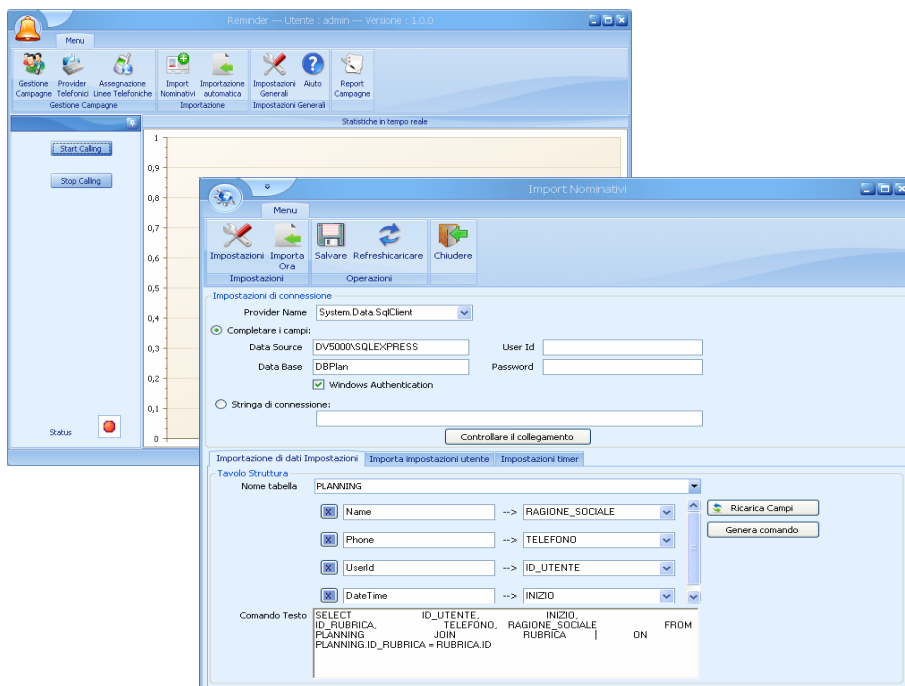 Reminder --- Utente : admin --- Versione : 1.0.0
Menu
Gestione Campagne
Provider Telefonici
Assegnazione Linee Telefoniche
Import Nominativi
Importazione automatica
Impostazioni Generali
Aiuto
Report Campagne
Gestione Campagne
Importazione
Impostazioni Generali
Statistiche in tempo reale
Start Calling
Stop Calling
Status
1
0,9
0,8
0,7
0,6
0,5
0,4
0,3
0,2
0,1
0
Import Nominativi
Menu
Impostazioni
Importa Ora
Salvare
Refreshicaricare
Chiudere
Impostazioni
Operazioni
Impostazioni di connessione
Provider Name System.Data.SqlClient
Completare i campi:
Data Source DV5000\SQLEXPRESS User Id
Data Base DBPlan Password
Windows Authentication
Stringa di connessione:
Controllare il collegamento
Importazione di dati Impostazioni Importa impostazioni utente Impostazioni timer
Tavolo Struttura
Nome tabella PLANNING
X Name --> RAGIONE_SOCIALE Ricarica Campi
Genera comando
X Phone --> TELEFONO
X UserId --> ID_UTENTE
X DateTime --> INIZIO
Comando Testo SELECT ID_UTENTE, INIZIO,
ID_RUBRICA, TELEFONO, RAGIONE_SOCIALE FROM
PLANNING JOIN RUBRICA ON
PLANNING.ID_RUBRICA = RUBRICA.ID